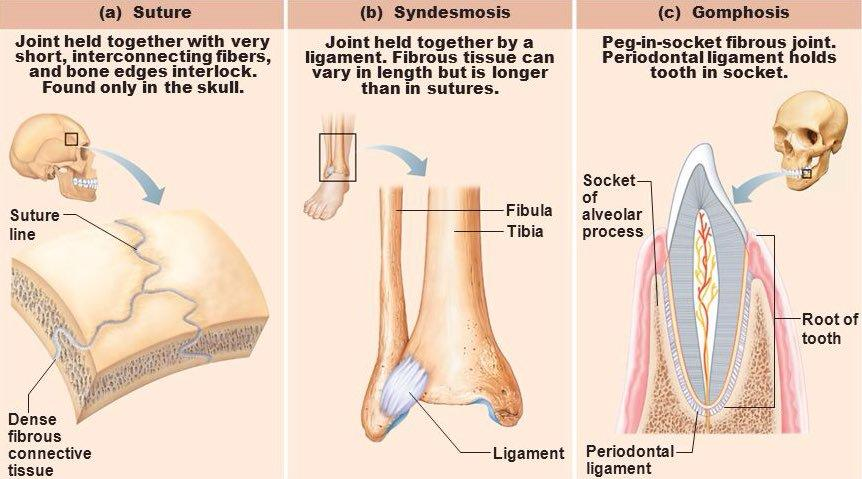 (a) Suture
Joint held together with very
short, interconnecting fibers,
and bone edges interlock.
Found only in the skull.
Suture
line
Dense
fibrous
connective
tissue
(b) Syndesmosis
Joint held together by a
ligament. Fibrous tissue can
vary in length but is longer
than in sutures.
Fibula
Tibia
Ligament
(c) Gomphosis
Peg-in-socket fibrous joint.
Periodontal ligament holds
tooth in socket.
Socket
of
alveolar
process
Root of
tooth
Periodontal
ligament